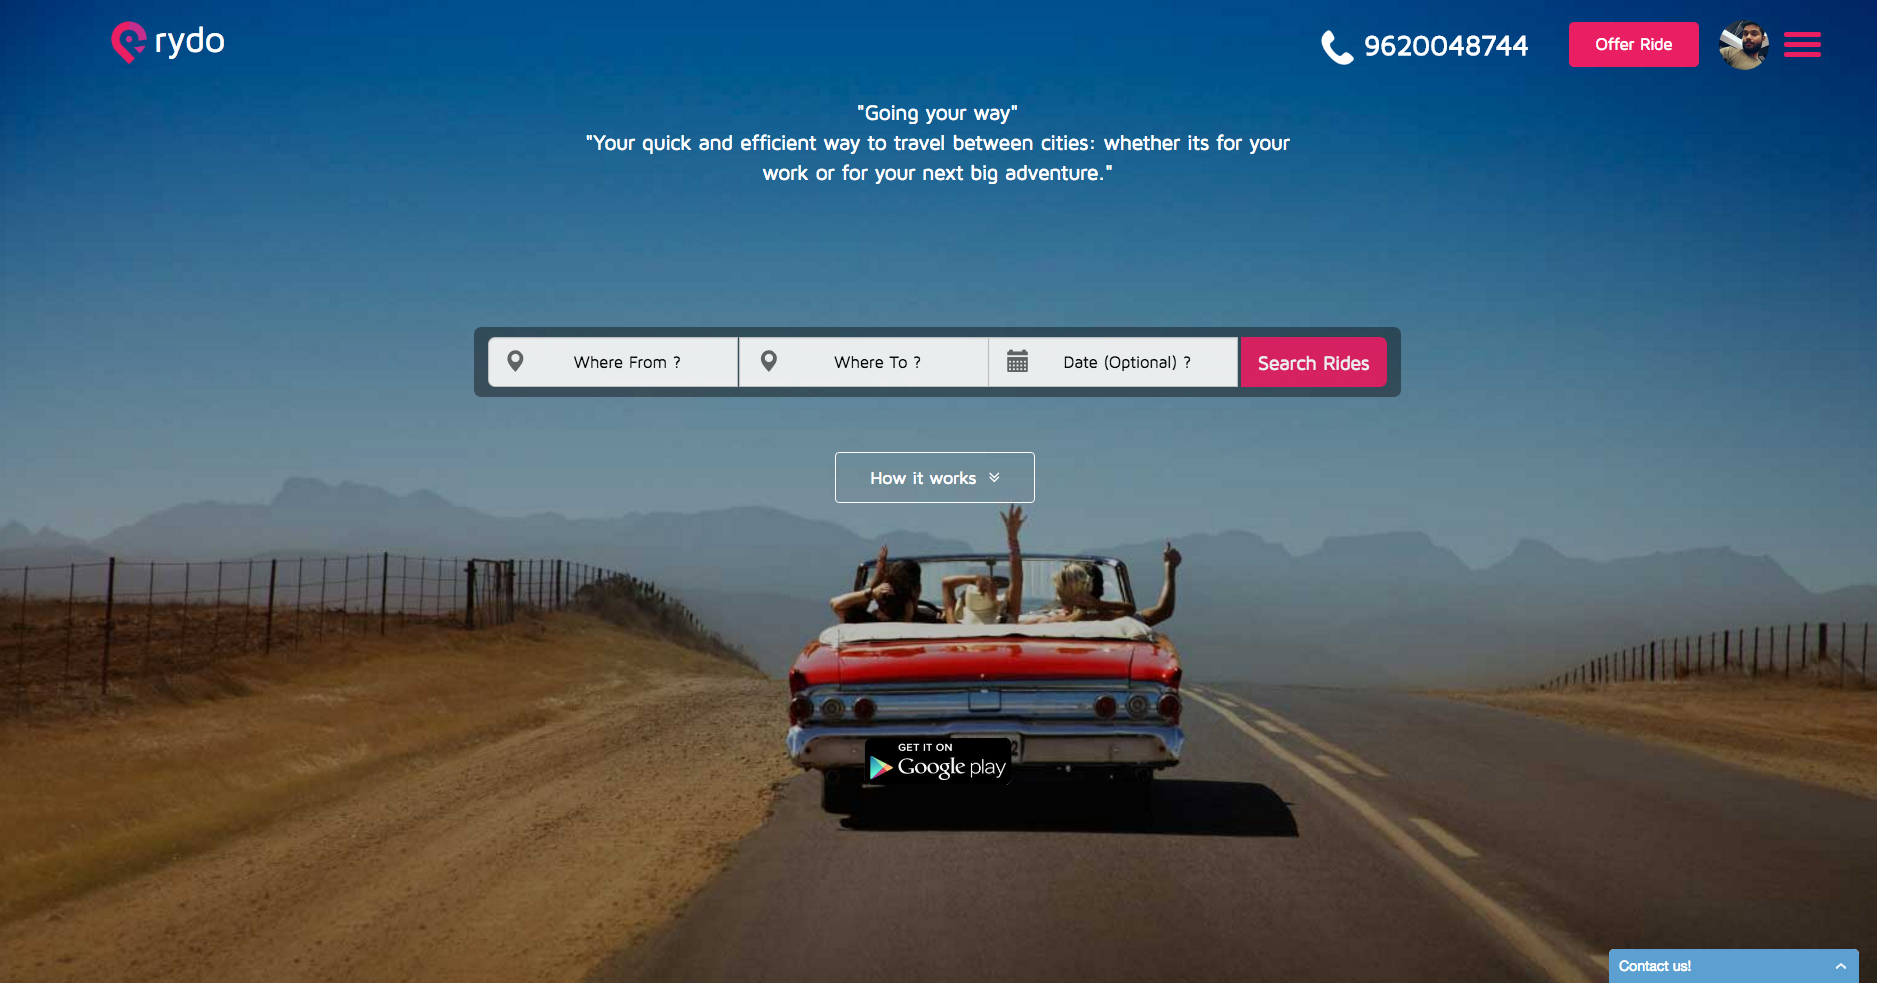 rydo
9620048744
Offer Ride
"Going your way"
"Your quick and efficient way to travel between cities: whether its for your
work or for your next big adventure."
Where From ?
Where To ?
Date (Optional) ?
Search Rides
How it works
GET IT ON
Google play
Contact us!